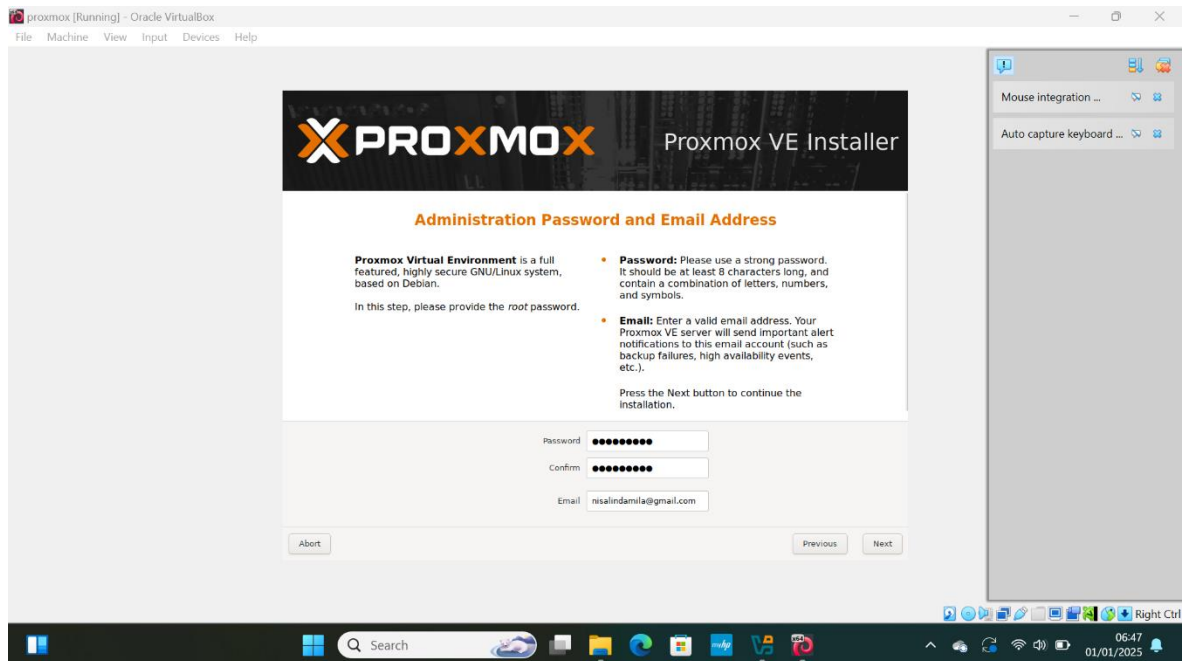 proxmox [Running] - Oracle VirtualBox
File Machine View Input Devices Help
Mouse integration ...
Auto capture keyboard ...
PROXMOX
Proxmox VE Installer
Administration Password and Email Address
Proxmox Virtual Environment is a full
featured, highly secure GNU/Linux system,
based on Debian.
In this step, please provide the root password.
Password: Please use a strong password.
It should be at least 8 characters long, and
contain a combination of letters, numbers,
and symbols.
Email: Enter a valid email address. Your
Proxmox VE server will send important alert
notifications to this email account (such as
backup failures, high availability events,
etc.).
Press the Next button to continue the
installation.
Password ●●●●●●●●●
Confirm ●●●●●●●●●
Email nisalindamila@gmail.com
Abort
Previous
Next
Right Ctrl
Search
06:47
01/01/2025